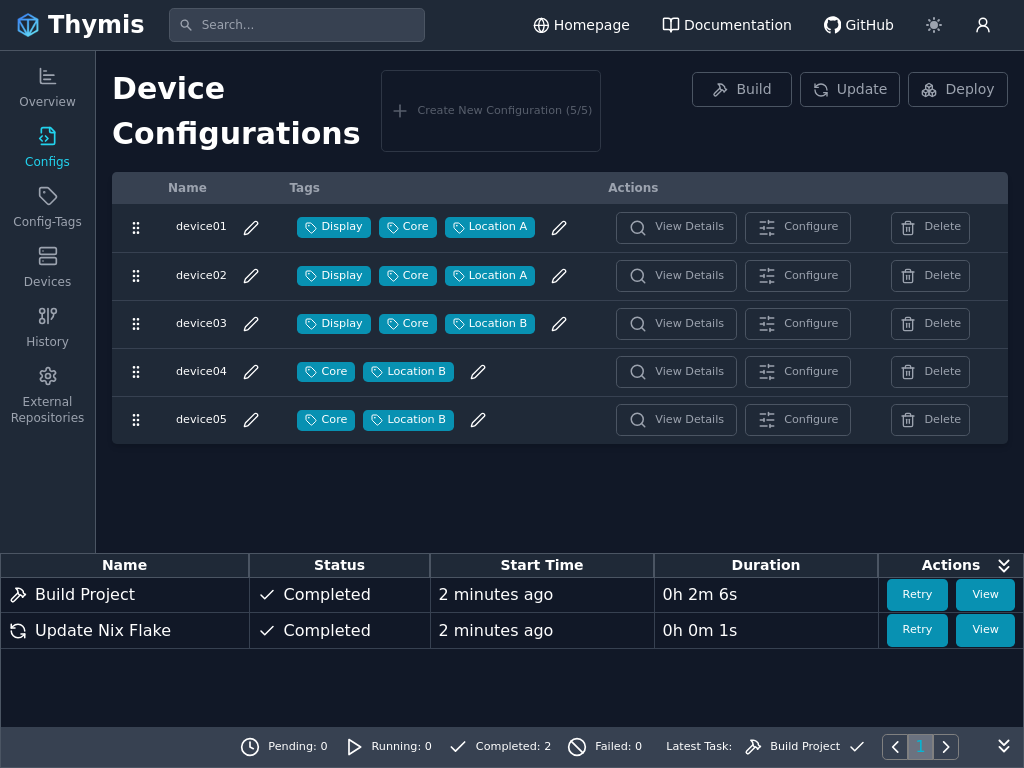 Thymis
Search...
Homepage
Documentation
GitHub
Overview
Configs
Config-Tags
Devices
History
External
Repositories
Device
Configurations
Create New Configuration (5/5)
Build
Update
Deploy
Name Tags Actions
device01 Display Core Location A View Details Configure Delete
device02 Display Core Location A View Details Configure Delete
device03 Display Core Location B View Details Configure Delete
device04 Core Location B View Details Configure Delete
device05 Core Location B View Details Configure Delete
Name Status Start Time Duration Actions
Build Project Completed 2 minutes ago 0h 2m 6s Retry View
Update Nix Flake Completed 2 minutes ago 0h 0m 1s Retry View
Pending: 0 Running: 0 Completed: 2 Failed: 0 Latest Task: Build Project 1